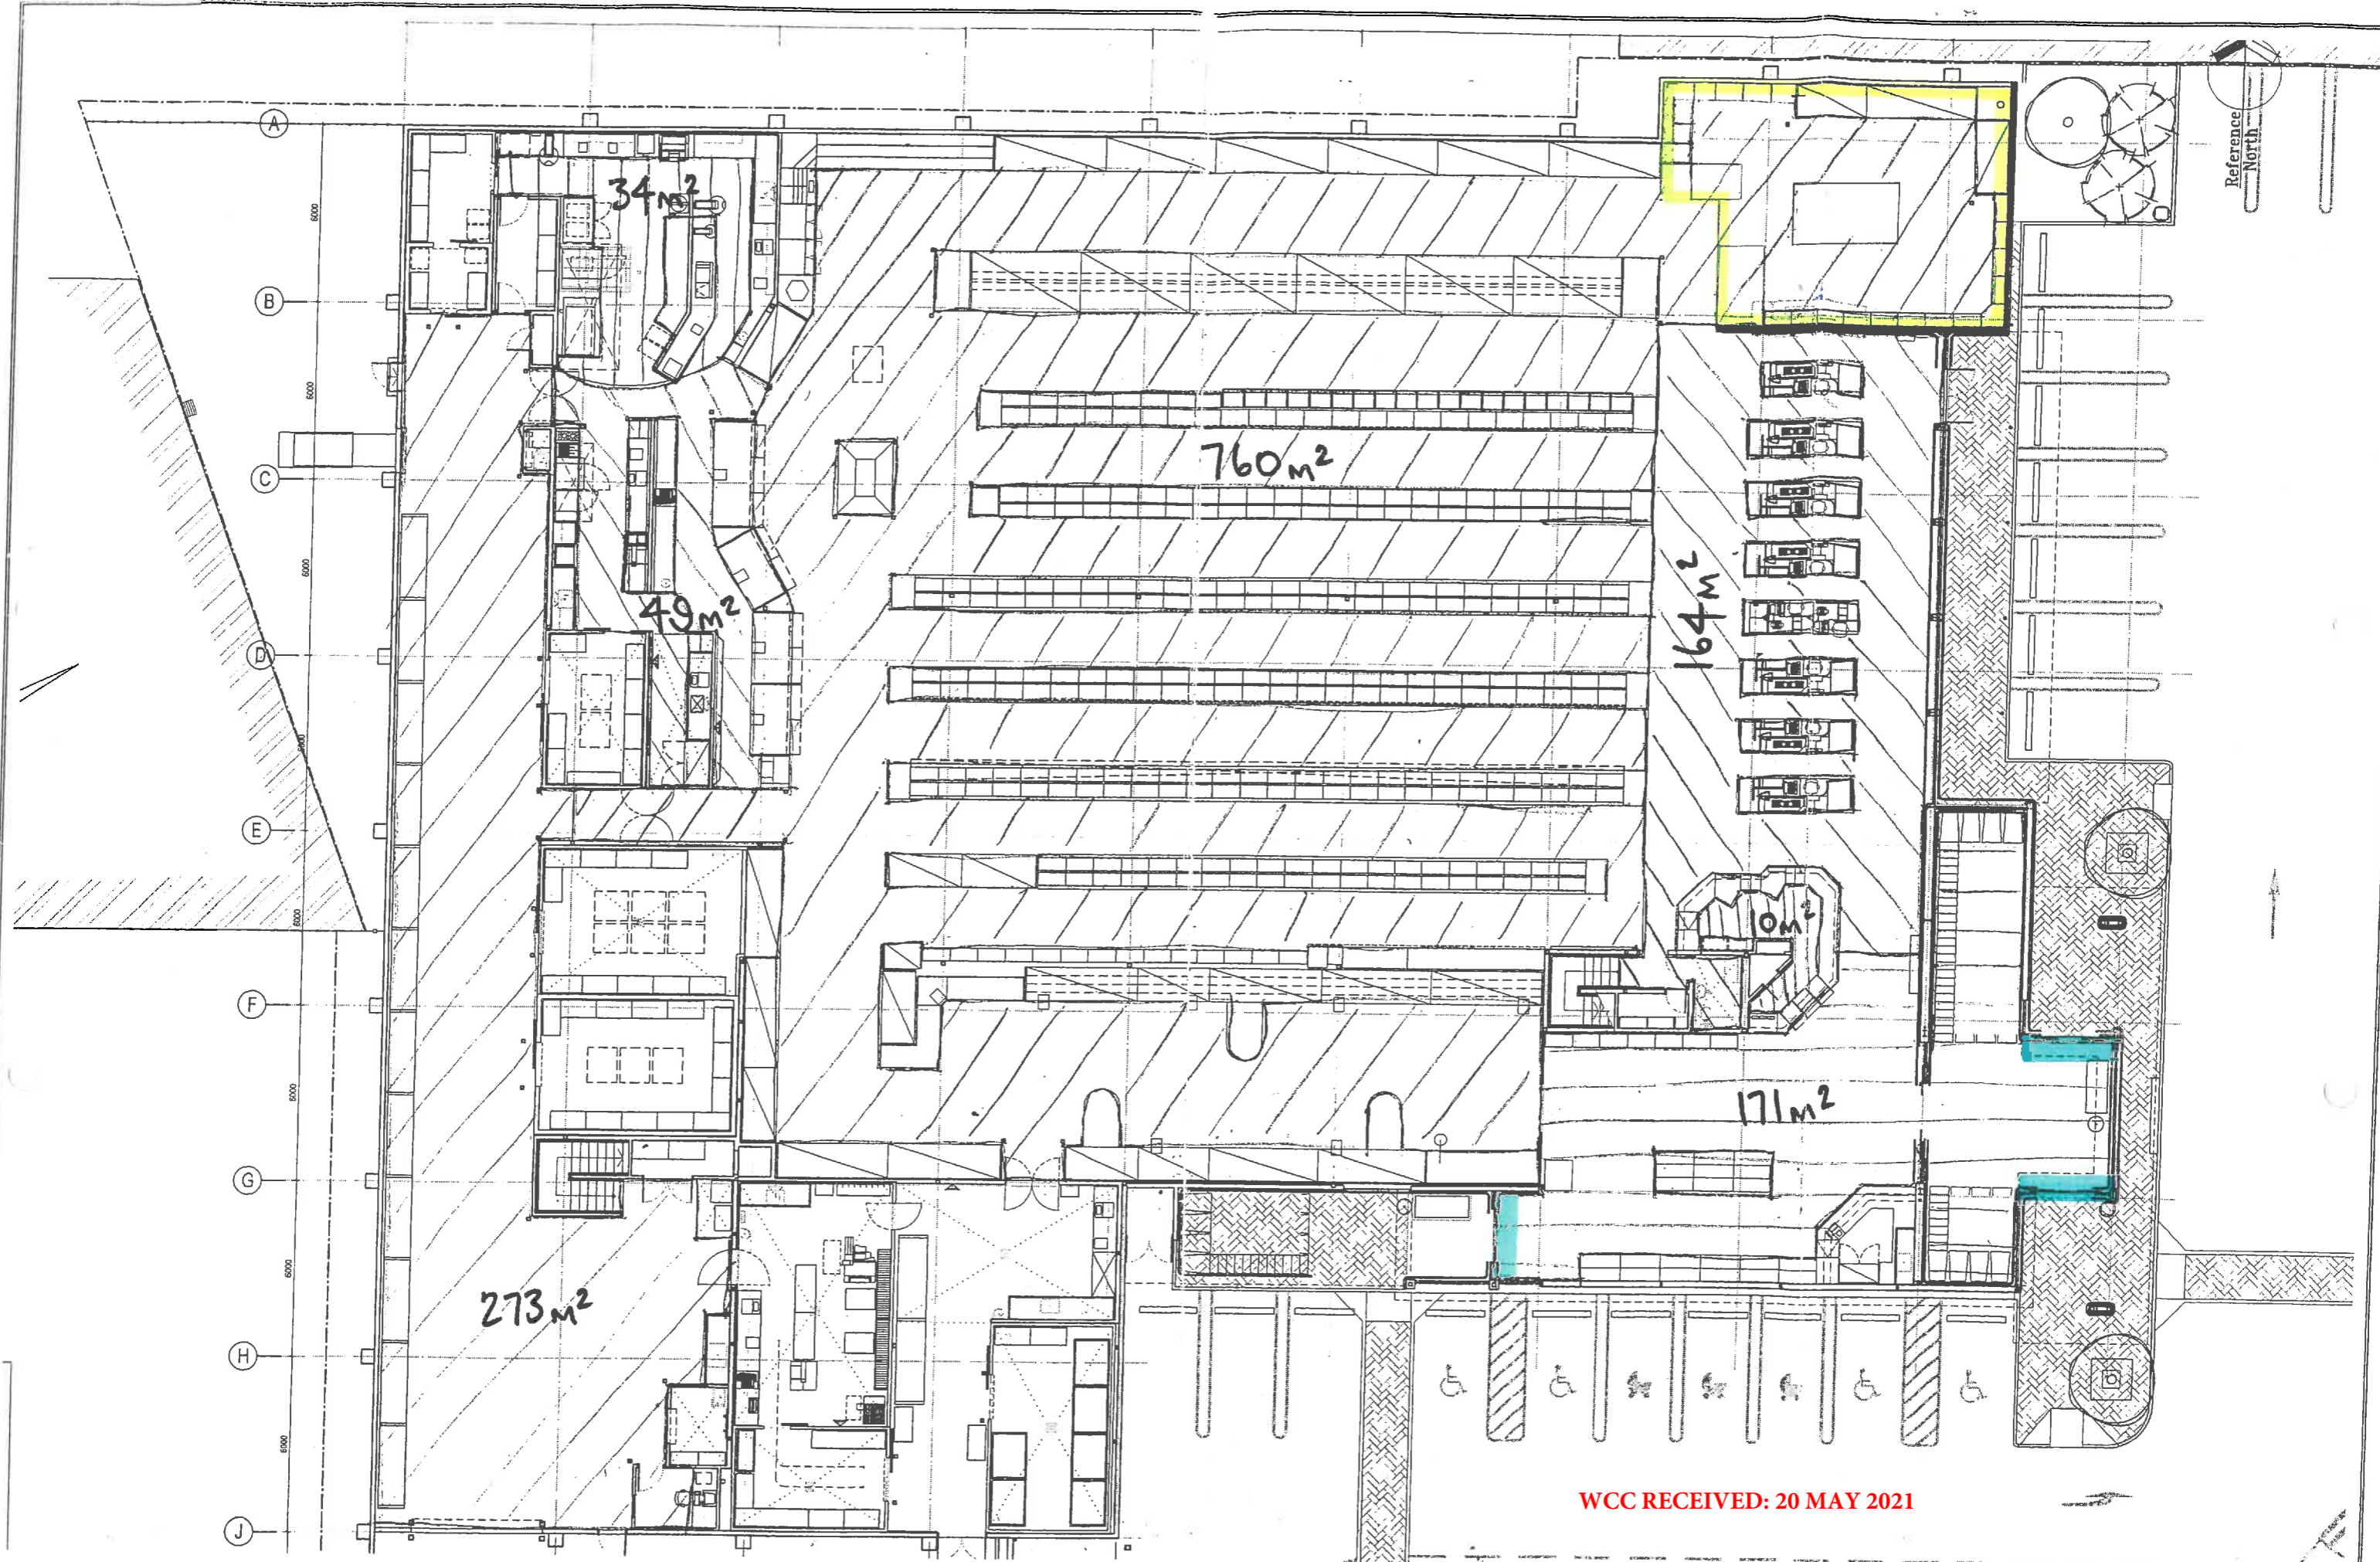 A
B
C
D
E
F
G
H
J
6000
6000
6000
6000
6000
6000
6000
6000
Reference
North
34m²
760m²
49m²
164m²
10m²
171m²
273m²
WCC RECEIVED: 20 MAY 2021